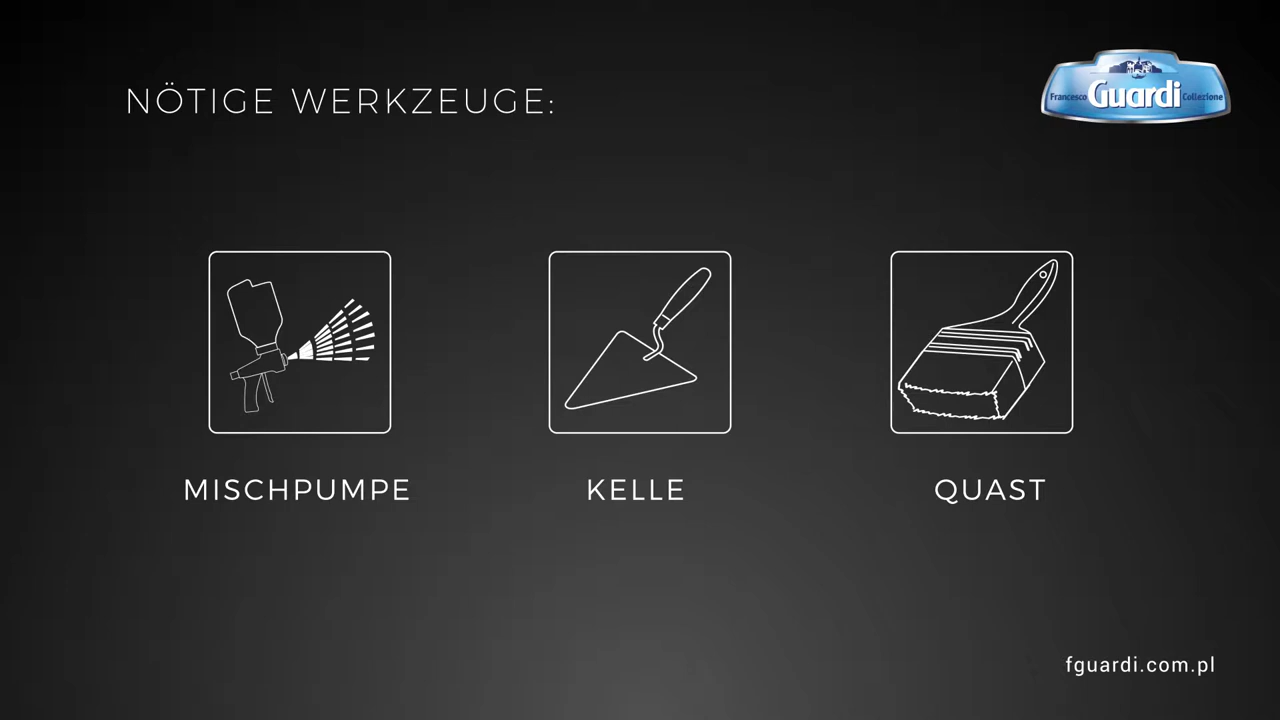 NÖTIGE WERKZEUGE:
Francesco Guardi Collezione
MISCHPUMPE
KELLE
QUAST
fguardi.com.pl